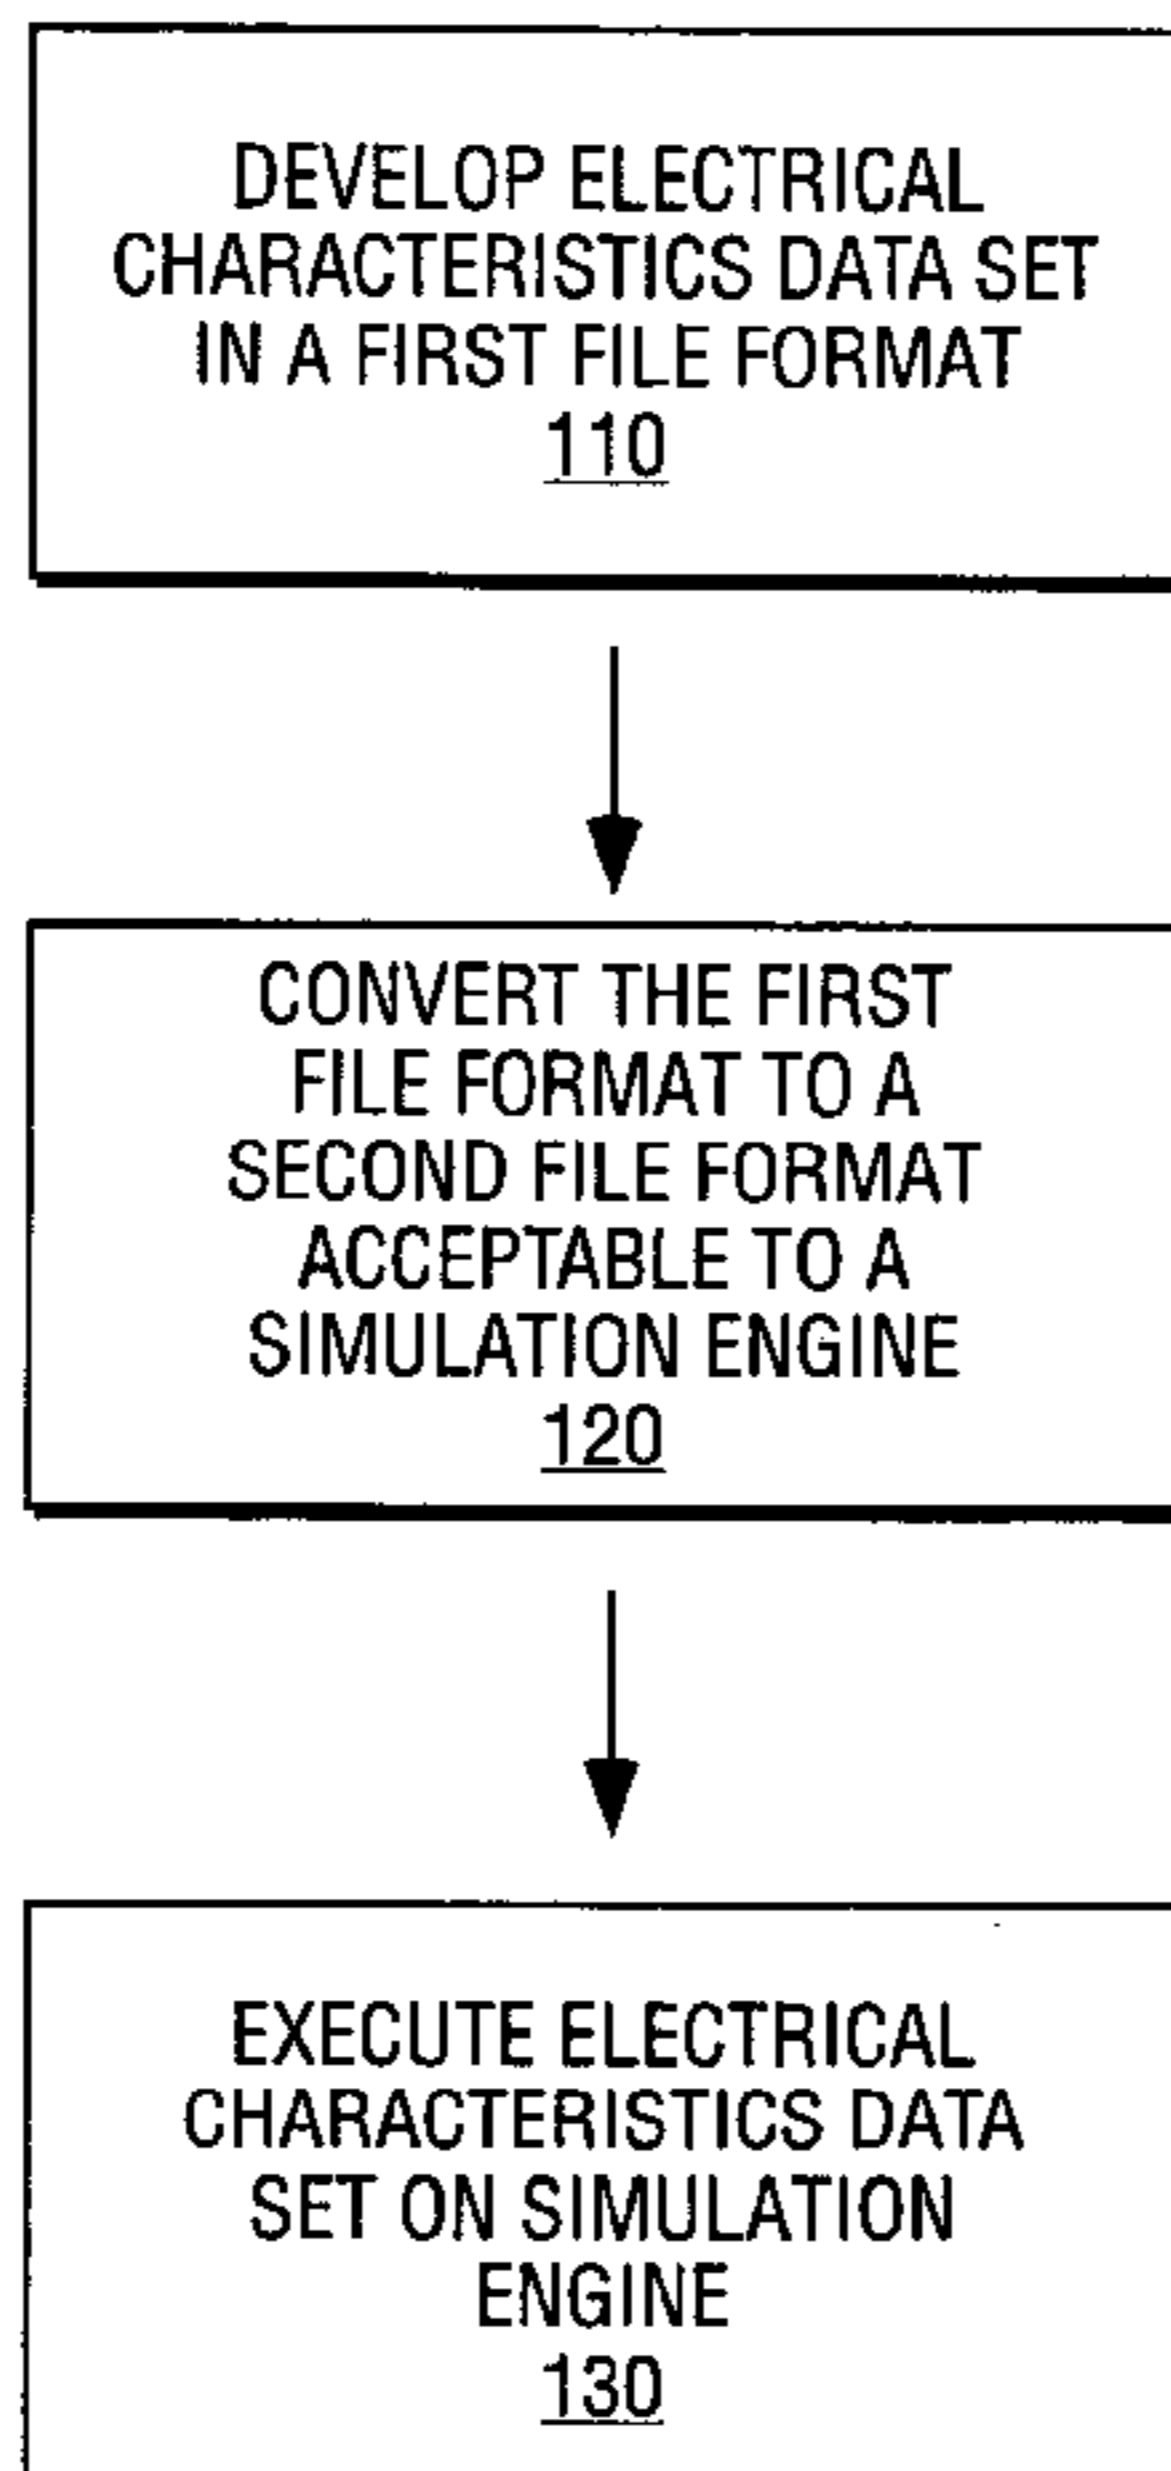 DEVELOP ELECTRICAL
CHARACTERISTICS DATA SET
IN A FIRST FILE FORMAT
110
CONVERT THE FIRST
FILE FORMAT TO A
SECOND FILE FORMAT
ACCEPTABLE TO A
SIMULATION ENGINE
120
EXECUTE ELECTRICAL
CHARACTERISTICS DATA
SET ON SIMULATION
ENGINE
130